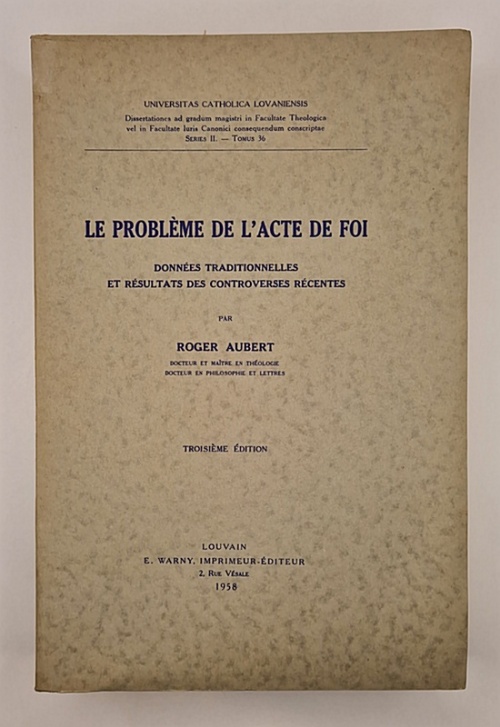 UNIVERSITAS CATHOLICA LOVANIENSIS
Dissertationes ad gradum magistri in Facultate Theologica
vel in Facultate Iuris Canonici consequendum conscriptae
SERIES II. — TOMUS 36
LE PROBLÈME DE L'ACTE DE FOI
DONNÉES TRADITIONNELLES
ET RÉSULTATS DES CONTROVERSES RÉCENTES
PAR
ROGER AUBERT
DOCTEUR ET MAÎTRE EN THÉOLOGIE
DOCTEUR EN PHILOSOPHIE ET LETTRES
TROISIÈME ÉDITION
LOUVAIN
E. WARNY, IMPRIMEUR-ÉDITEUR
2, RUE VÉSALE
1958